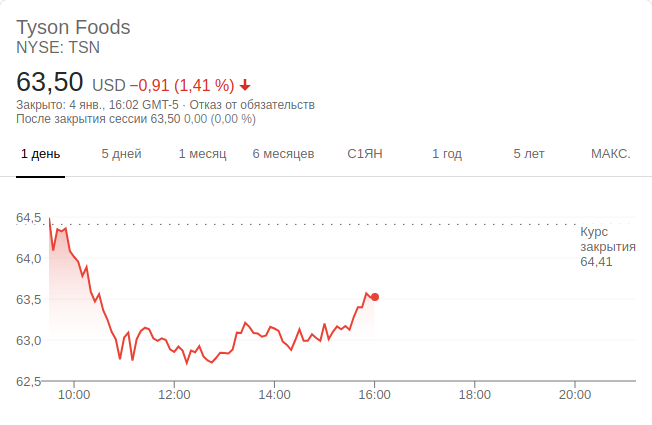 Tyson Foods
NYSE: TSN
63,50 USD −0,91 (1,41 %)
Закрыто: 4 янв., 16:02 GMT-5 · Отказ от обязательств
После закрытия сессии 63,50 0,00 (0,00 %)
1 день 5 дней 1 месяц 6 месяцев С1ЯН 1 год 5 лет МАКС.
64,5
Курс
закрытия
64,41
64,0
63,5
63,0
62,5
10:00 12:00 14:00 16:00 18:00 20:00